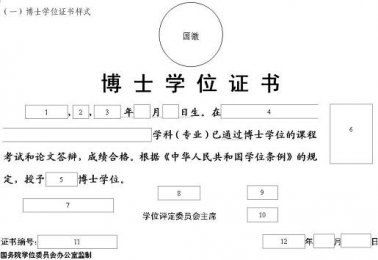 （一）博士学位证书样式
国徽
博士学位证书
1，2，3 年 月 日生。在 4
学科（专业）已通过博士学位的课程
6
考试和论文答辩，成绩合格。根据《中华人民共和国学位条例》的规
定，授予 5 博士学位。
7 8 9
学位评定委员会主席 10
证书编号： 11 12 年 月 日
国务院学位委员会办公室监制